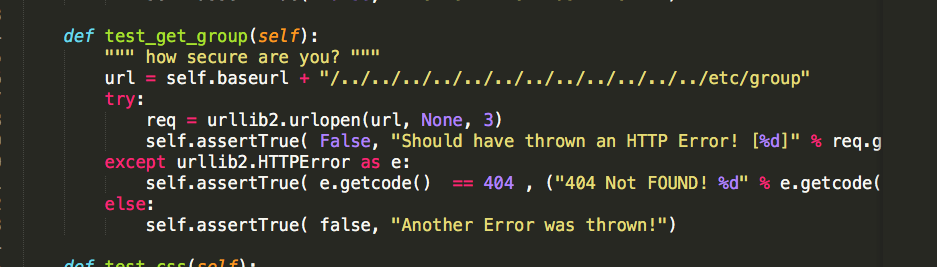 def test_get_group(self):
""" how secure are you? """
url = self.baseurl + "/../../../../../../../../../../../../etc/group"
try:
req = urllib2.urlopen(url, None, 3)
self.assertTrue( False, "Should have thrown an HTTP Error! [%d]" % req.g
except urllib2.HTTPError as e:
self.assertTrue( e.getcode()  == 404 , ("404 Not FOUND! %d" % e.getcode(
else:
self.assertTrue( false, "Another Error was thrown!")
def test_css(self):